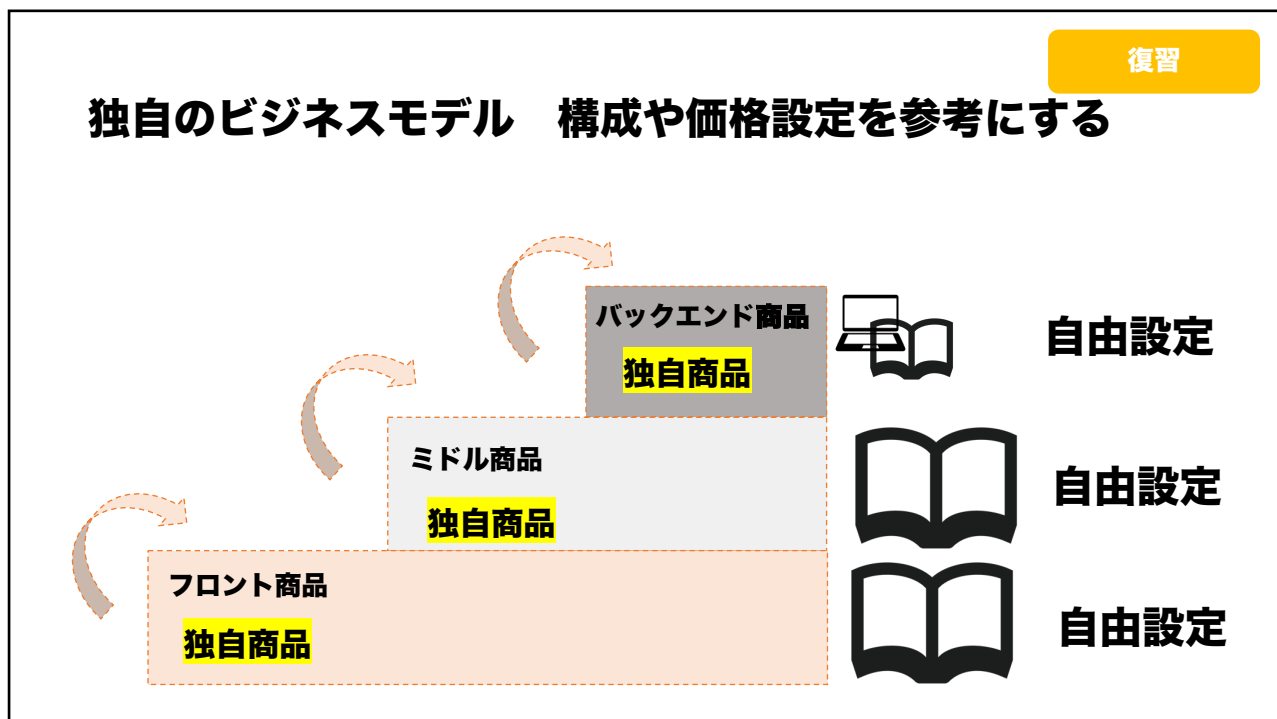 復習
独自のビジネスモデル　構成や価格設定を参考にする
バックエンド商品
独自商品
自由設定
ミドル商品
独自商品
自由設定
フロント商品
独自商品
自由設定